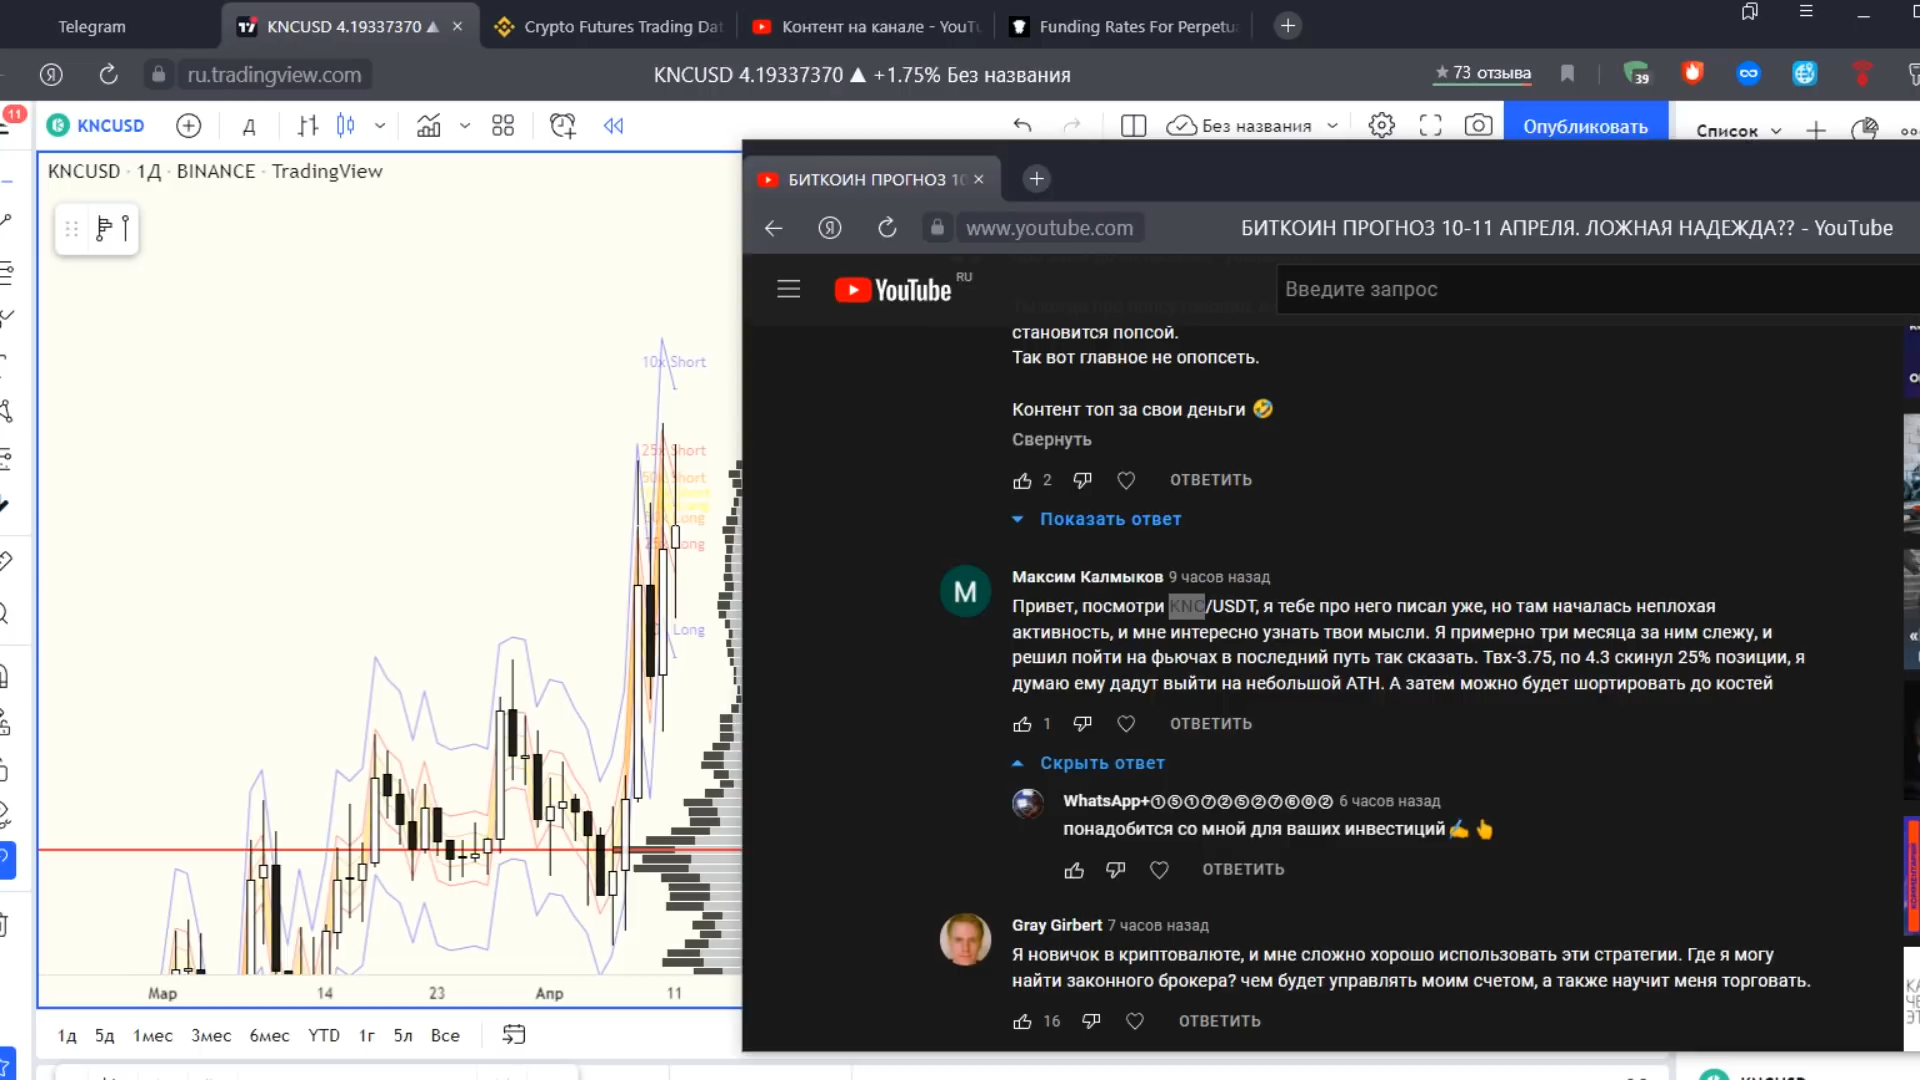 Telegram
KNCUSD 4.19337370 ▲
Crypto Futures Trading Dat
Контент на канале - YouTu
Funding Rates For Perpetua
ru.tradingview.com
KNCUSD 4.19337370 ▲ +1.75% Без названия
★ 73 отзыва
39
11
KNCUSD
Д
Без названия
Опубликовать
Список
KNCUSD · 1Д · BINANCE · TradingView
10x Short
25x Short
50x Short
Long
Мар
14
23
Апр
11
1д 5д 1мес 3мес 6мес YTD 1г 5л Все
БИТКОИН ПРОГНОЗ 10
www.youtube.com
БИТКОИН ПРОГНОЗ 10-11 АПРЕЛЯ. ЛОЖНАЯ НАДЕЖДА?? - YouTube
YouTube RU
Введите запрос
становится попсой.
Так вот главное не опопсеть.
Контент топ за свои деньги 🤣
Свернуть
2 ОТВЕТИТЬ
Показать ответ
М
Максим Калмыков 9 часов назад
Привет, посмотри KNC/USDT, я тебе про него писал уже, но там началась неплохая
активность, и мне интересно узнать твои мысли. Я примерно три месяца за ним слежу, и
решил пойти на фьючах в последний путь так сказать. Твх-3.75, по 4.3 скинул 25% позиции, я
думаю ему дадут выйти на небольшой АТН. А затем можно будет шортировать до костей
1 ОТВЕТИТЬ
Скрыть ответ
WhatsApp+①⑤①⑦②⑤②⑦⑥⓪② 6 часов назад
понадобится со мной для ваших инвестиций✍👆
ОТВЕТИТЬ
Gray Girbert 7 часов назад
Я новичок в криптовалюте, и мне сложно хорошо использовать эти стратегии. Где я могу
найти законного брокера? чем будет управлять моим счетом, а также научит меня торговать.
16 ОТВЕТИТЬ